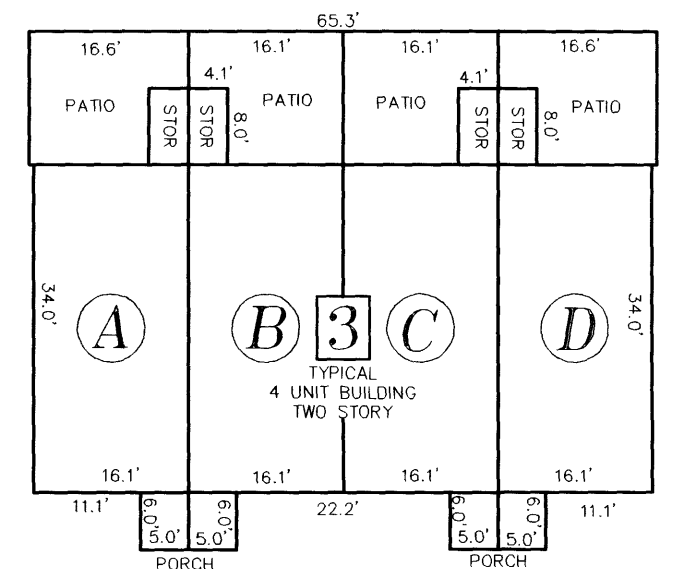 65.3'
16.6' 16.1' 16.1' 16.6'
4.1' 4.1'
PATIO STOR STOR 8.0' PATIO PATIO STOR STOR 8.0' PATIO
34.0' A B 3 C D 34.0'
TYPICAL
4 UNIT BUILDING
TWO STORY
16.1' 16.1' 16.1' 16.1'
11.1' 6.0' 6.0' 22.2' 6.0' 6.0' 11.1'
5.0' 5.0' 5.0' 5.0'
PORCH PORCH